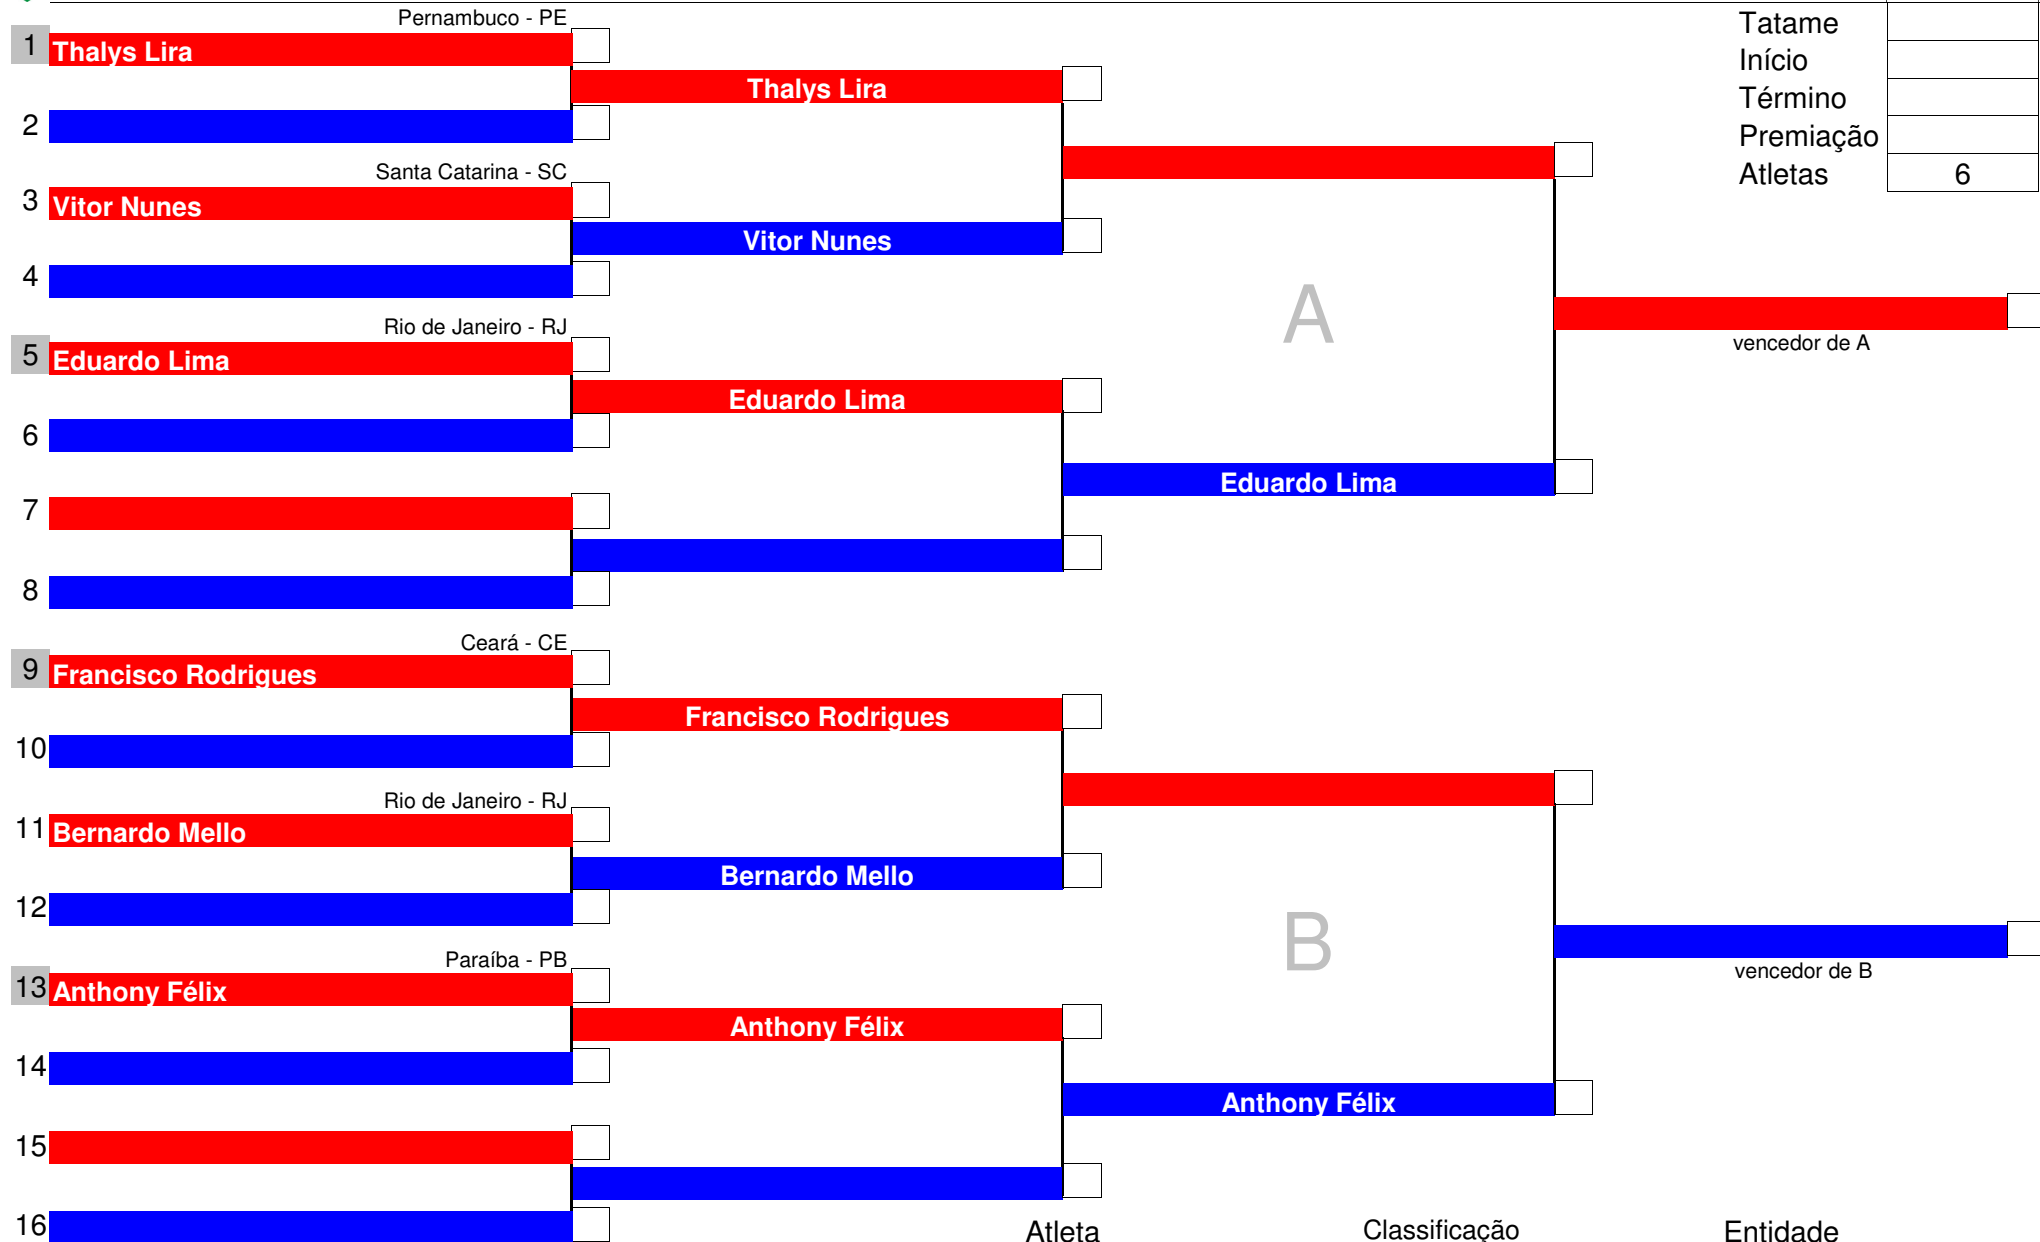 Pernambuco - PE
Tatame
1 Thalys Lira
Início
Thalys Lira
Término
2
Premiação
Santa Catarina - SC
Atletas 6
3 Vitor Nunes
Vitor Nunes
4
A
Rio de Janeiro - RJ
vencedor de A
5 Eduardo Lima
Eduardo Lima
6
Eduardo Lima
7
8
Ceará - CE
9 Francisco Rodrigues
Francisco Rodrigues
10
Rio de Janeiro - RJ
11 Bernardo Mello
Bernardo Mello
12
B
Paraíba - PB
vencedor de B
13 Anthony Félix
Anthony Félix
14
Anthony Félix
15
16
Atleta Classificação Entidade